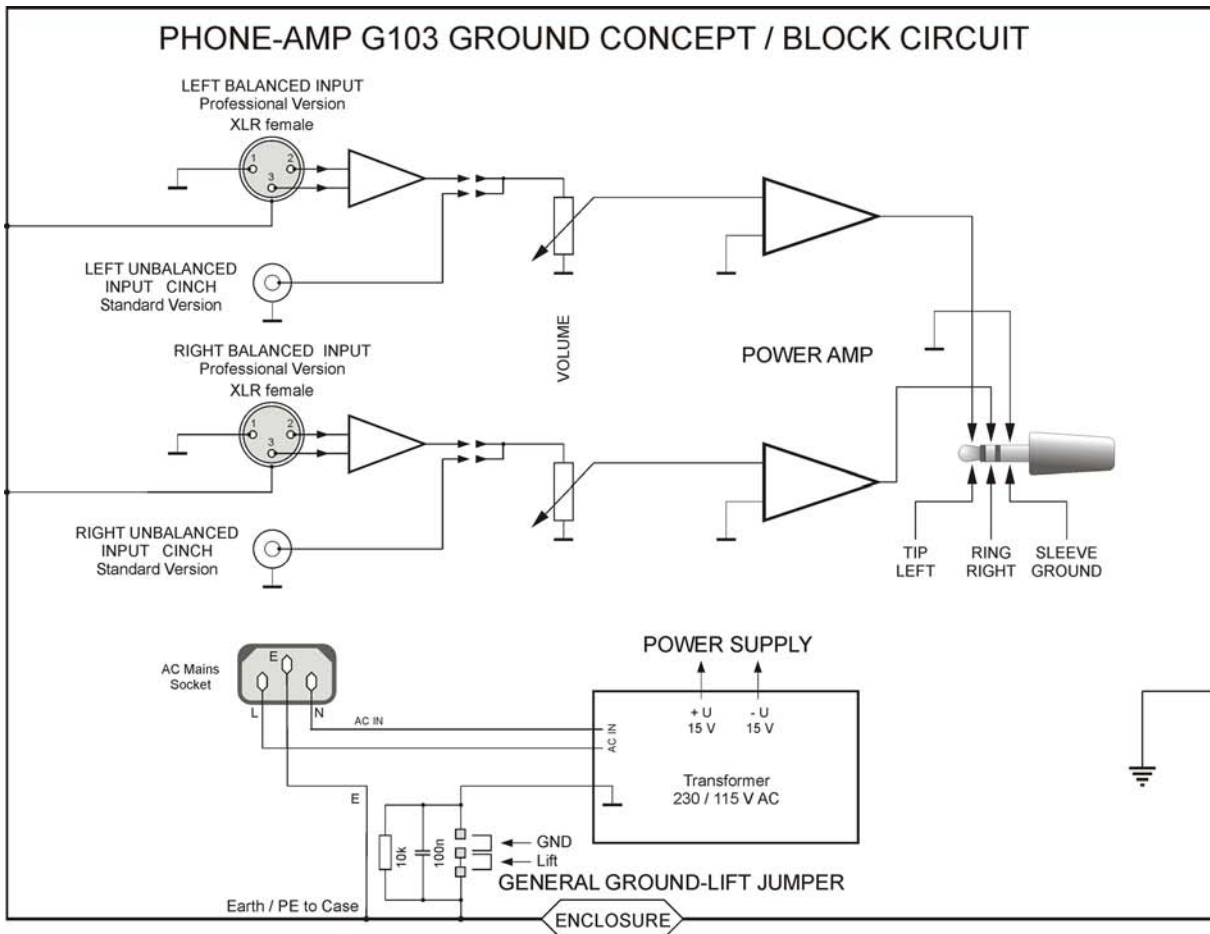 PHONE-AMP G103 GROUND CONCEPT / BLOCK CIRCUIT
LEFT BALANCED INPUT
Professional Version
XLR female
1
2
3
LEFT UNBALANCED
INPUT CINCH
Standard Version
VOLUME
POWER AMP
RIGHT BALANCED INPUT
Professional Version
XLR female
1
2
3
RIGHT UNBALANCED
INPUT CINCH
Standard Version
TIP
LEFT
RING
RIGHT
SLEEVE
GROUND
AC Mains
Socket
E
L
N
AC IN
POWER SUPPLY
+ U
15 V
- U
15 V
AC IN
AC IN
Transformer
230 / 115 V AC
E
10k
100n
GND
Lift
GENERAL GROUND-LIFT JUMPER
Earth / PE to Case
ENCLOSURE